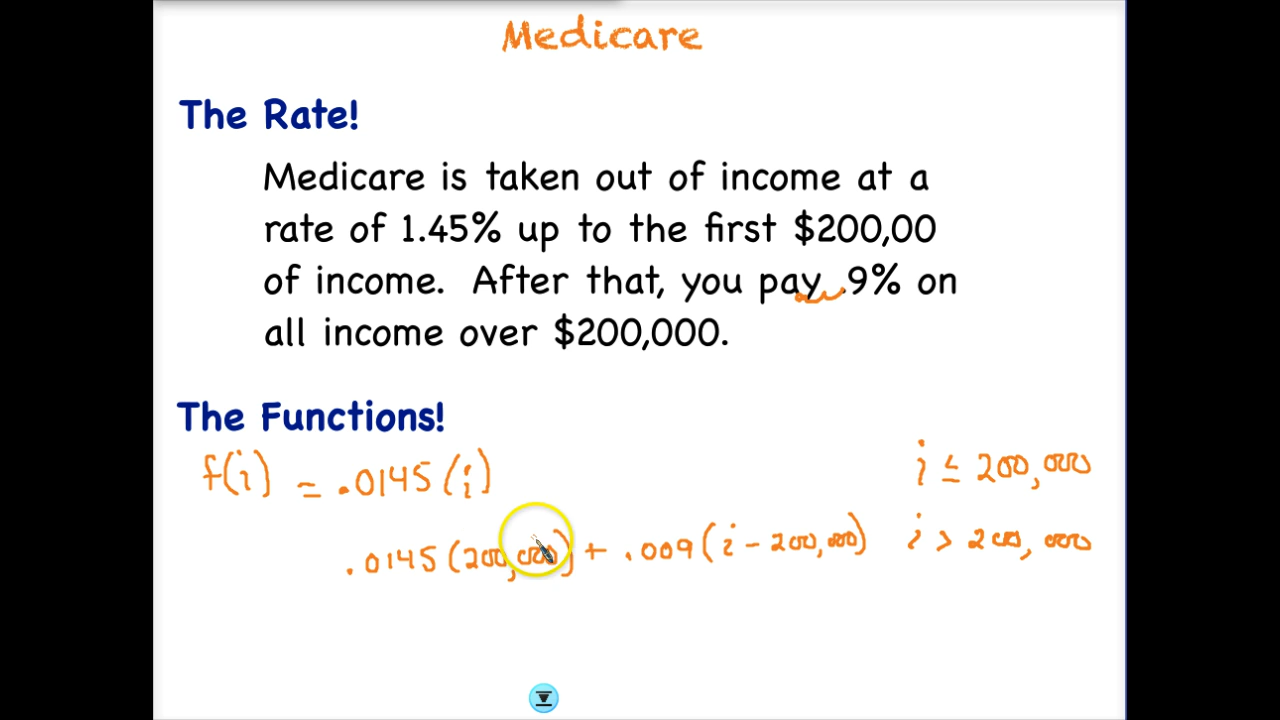 Medicare
The Rate!
Medicare is taken out of income at a
rate of 1.45% up to the first $200,00
of income. After that, you pay .9% on
all income over $200,000.
The Functions!
f(i) = .0145(i) i ≤ 200,000
.0145(200,000) + .009(i - 200,000) i > 200,000